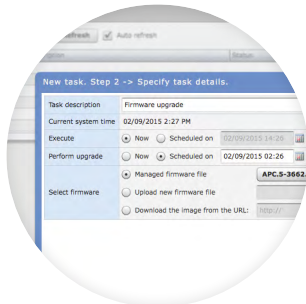 Refresh Auto refresh
Status
New task. Step 2 -> Specify task details.
Task description Firmware upgrade
Current system time 02/09/2015 2:27 PM
Execute Now Scheduled on 02/09/2015 14:26
Perform upgrade Now Scheduled on 02/09/2015 02:26
Managed firmware file APC.5-3662
Select firmware Upload new firmware file
Download the image from the URL: http://